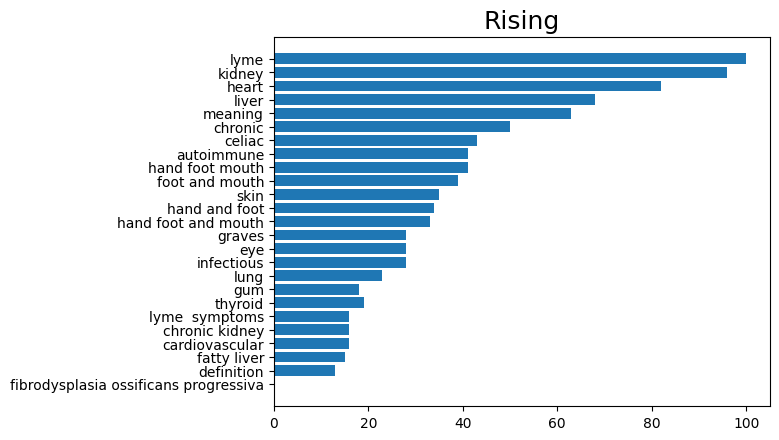 Rising
lyme
kidney
heart
liver
meaning
chronic
celiac
autoimmune
hand foot mouth
foot and mouth
skin
hand and foot
hand foot and mouth
graves
eye
infectious
lung
gum
thyroid
lyme  symptoms
chronic kidney
cardiovascular
fatty liver
definition
fibrodysplasia ossificans progressiva
0 20 40 60 80 100